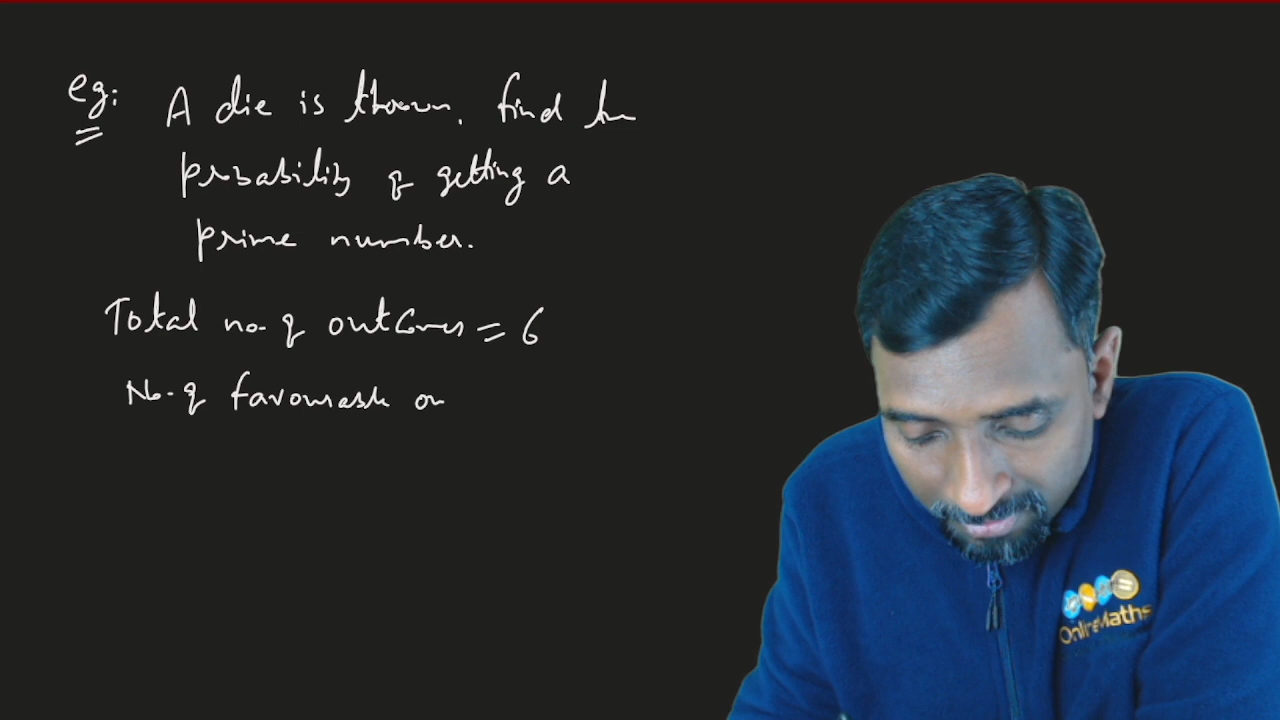 eg: A die is thrown. find the
probability of getting a
prime number.
Total no. of outcomes = 6
No. of favourable ou
OnlineMaths